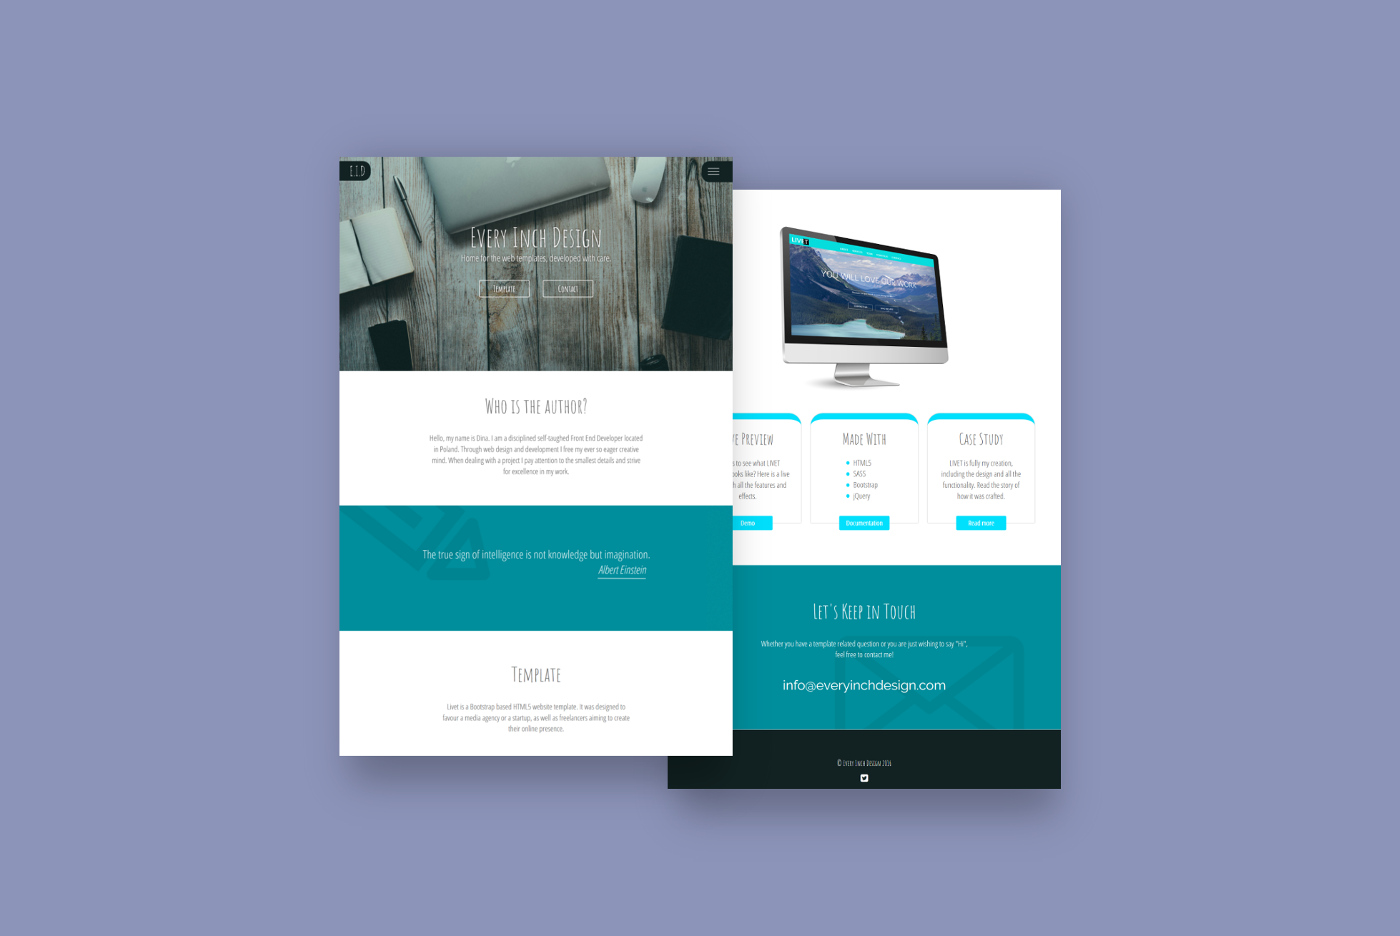 E.I.D
Every Inch Design
Home for the web templates, developed with care.
Template
Contact
Who is the author?
Hello, my name is Dina. I am a disciplined self-taughed Front End Developer located
in Poland. Through web design and development I free my ever so eager creative
mind. When dealing with a project I pay attention to the smallest details and strive
for excellence in my work.
The true sign of intelligence is not knowledge but imagination.
Albert Einstein
Template
Livet is a Bootstrap based HTML5 website template. It was designed to
favour a media agency or a startup, as well as freelancers aiming to create
their online presence.
LIVET
YOU WILL LOVE OUR WORK
Preview
s to see what LIVET
ooks like? Here is a live
h all the features and
effects.
Demo
Made With
HTML5
SASS
Bootstrap
jQuery
Documentation
Case Study
LIVET is fully my creation,
including the design and all the
functionality. Read the story of
how it was crafted.
Read more
Let's Keep in Touch
Whether you have a template related question or you are just wishing to say "Hi",
feel free to contact me!
info@everyinchdesign.com
© Every Inch Design 2016